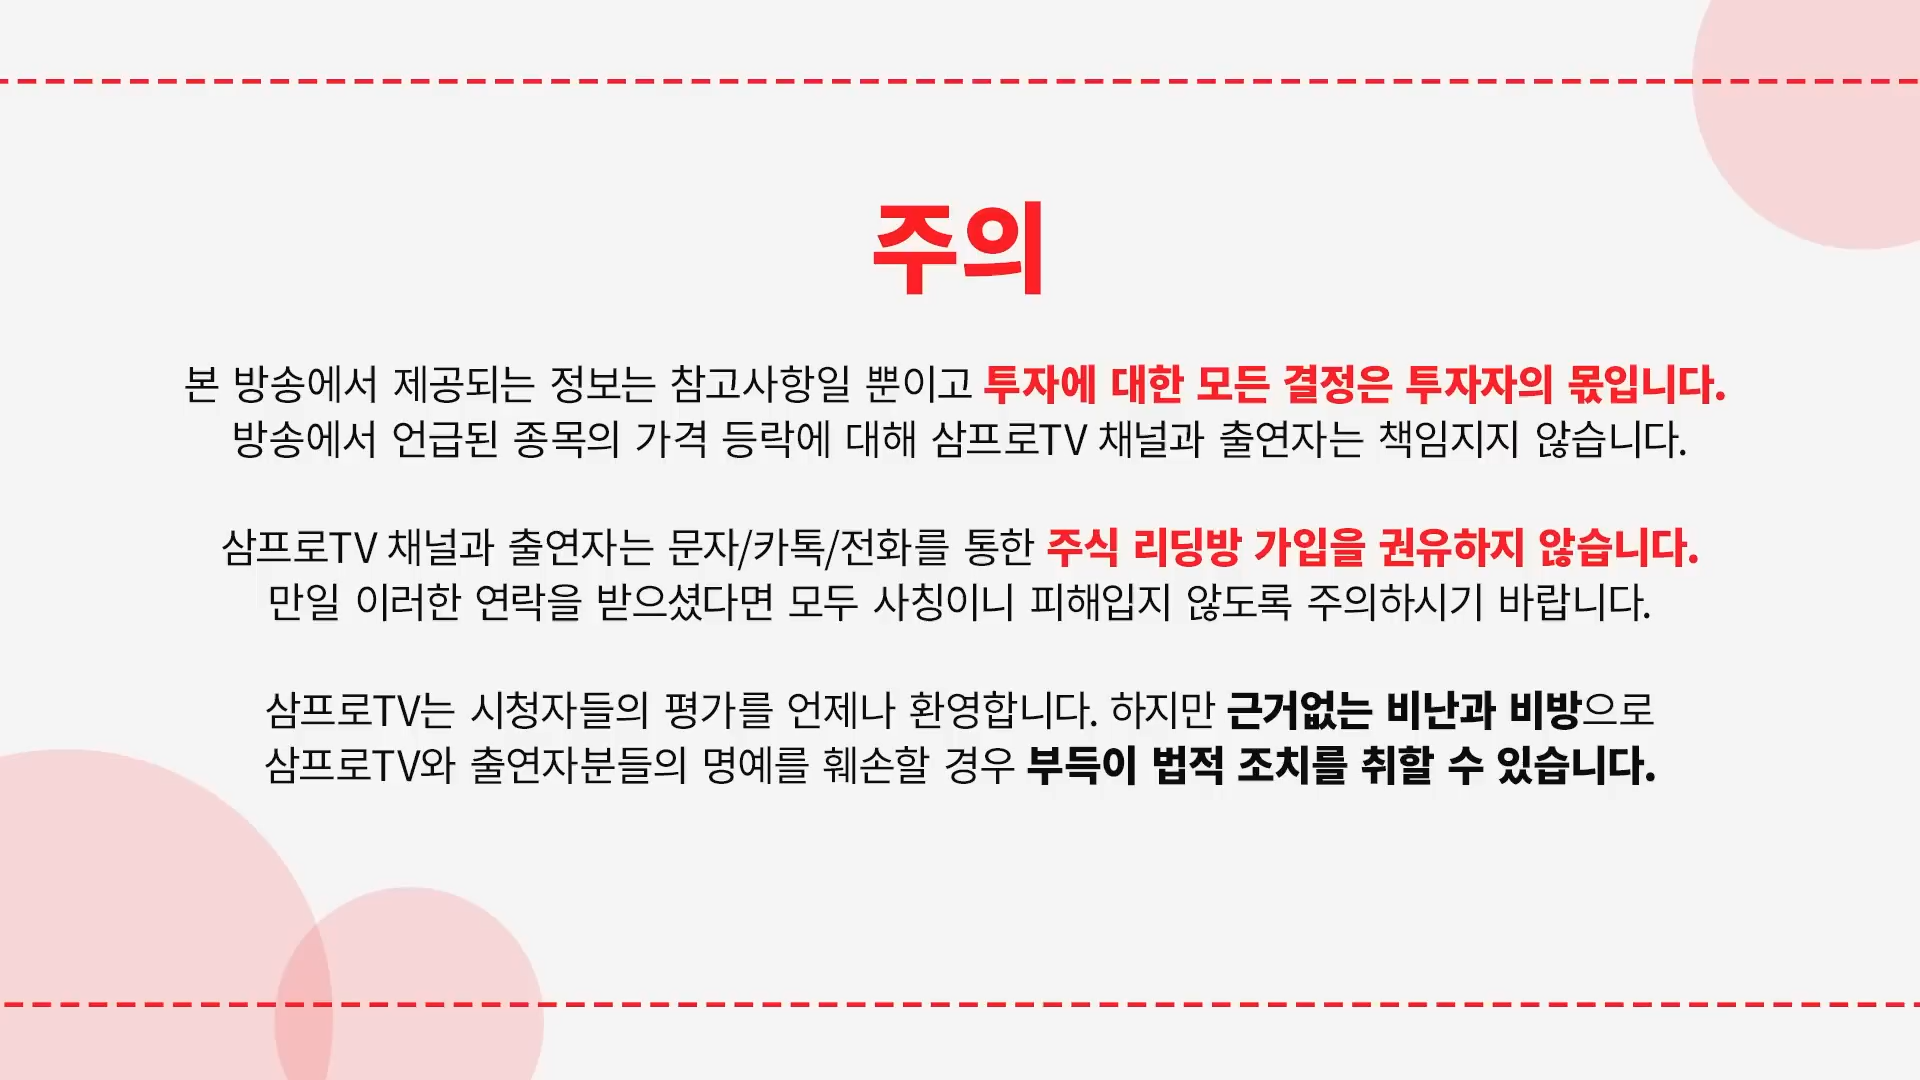 주의
본 방송에서 제공되는 정보는 참고사항일 뿐이고 투자에 대한 모든 결정은 투자자의 몫입니다.
방송에서 언급된 종목의 가격 등락에 대해 삼프로TV 채널과 출연자는 책임지지 않습니다.
삼프로TV 채널과 출연자는 문자/카톡/전화를 통한 주식 리딩방 가입을 권유하지 않습니다.
만일 이러한 연락을 받으셨다면 모두 사칭이니 피해입지 않도록 주의하시기 바랍니다.
삼프로TV는 시청자들의 평가를 언제나 환영합니다. 하지만 근거없는 비난과 비방으로
삼프로TV와 출연자분들의 명예를 훼손할 경우 부득이 법적 조치를 취할 수 있습니다.